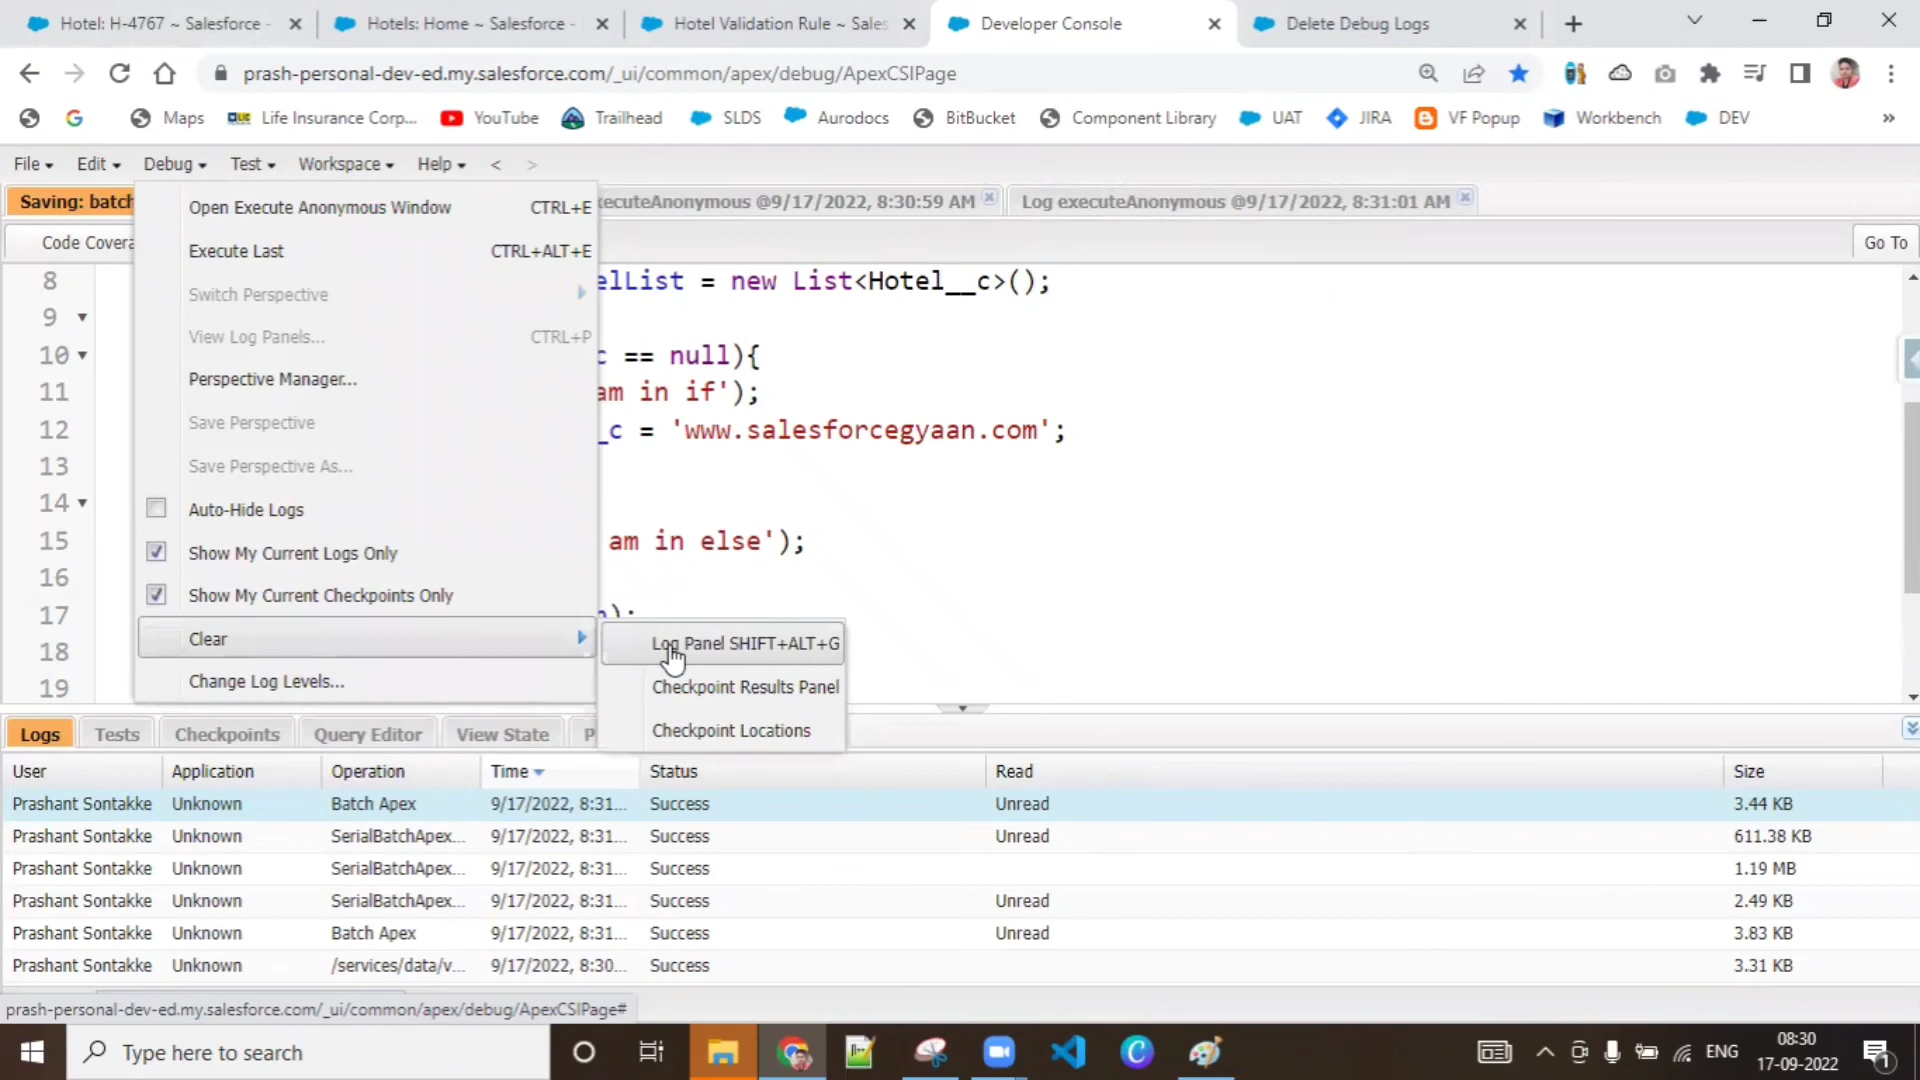 Hotel: H-4767 ~ Salesforce -
Hotels: Home ~ Salesforce -
Hotel Validation Rule ~ Sales
Developer Console
Delete Debug Logs
prash-personal-dev-ed.my.salesforce.com/_ui/common/apex/debug/ApexCSIPage
Maps
LIC
Life Insurance Corp...
YouTube
Trailhead
SLDS
Aurodocs
BitBucket
Component Library
UAT
JIRA
VF Popup
Workbench
DEV
»
File
Edit
Debug
Test
Workspace
Help
<
>
Saving: batch
xecuteAnonymous @9/17/2022, 8:30:59 AM
Log executeAnonymous @9/17/2022, 8:31:01 AM
Code Covera
Go To
Open Execute Anonymous Window CTRL+E
Execute Last CTRL+ALT+E
Switch Perspective
View Log Panels... CTRL+P
Perspective Manager...
Save Perspective
Save Perspective As...
Auto-Hide Logs
Show My Current Logs Only
Show My Current Checkpoints Only
Clear
Change Log Levels...
Log Panel SHIFT+ALT+G
Checkpoint Results Panel
Checkpoint Locations
8 elList = new List<Hotel__c>();
9
10 c == null){
11 am in if');
12 _c = 'www.salesforcegyaan.com';
13
14
15 am in else');
16
17 );
18
19
Logs
Tests
Checkpoints
Query Editor
View State
P
User Application Operation Time Status Read Size
Prashant Sontakke Unknown Batch Apex 9/17/2022, 8:31... Success Unread 3.44 KB
Prashant Sontakke Unknown SerialBatchApex... 9/17/2022, 8:31... Success Unread 611.38 KB
Prashant Sontakke Unknown SerialBatchApex... 9/17/2022, 8:31... Success 1.19 MB
Prashant Sontakke Unknown SerialBatchApex... 9/17/2022, 8:31... Success Unread 2.49 KB
Prashant Sontakke Unknown Batch Apex 9/17/2022, 8:31... Success Unread 3.83 KB
Prashant Sontakke Unknown /services/data/v... 9/17/2022, 8:30... Success 3.31 KB
prash-personal-dev-ed.my.salesforce.com/_ui/common/apex/debug/ApexCSIPage#
Type here to search
ENG
08:30
17-09-2022
1